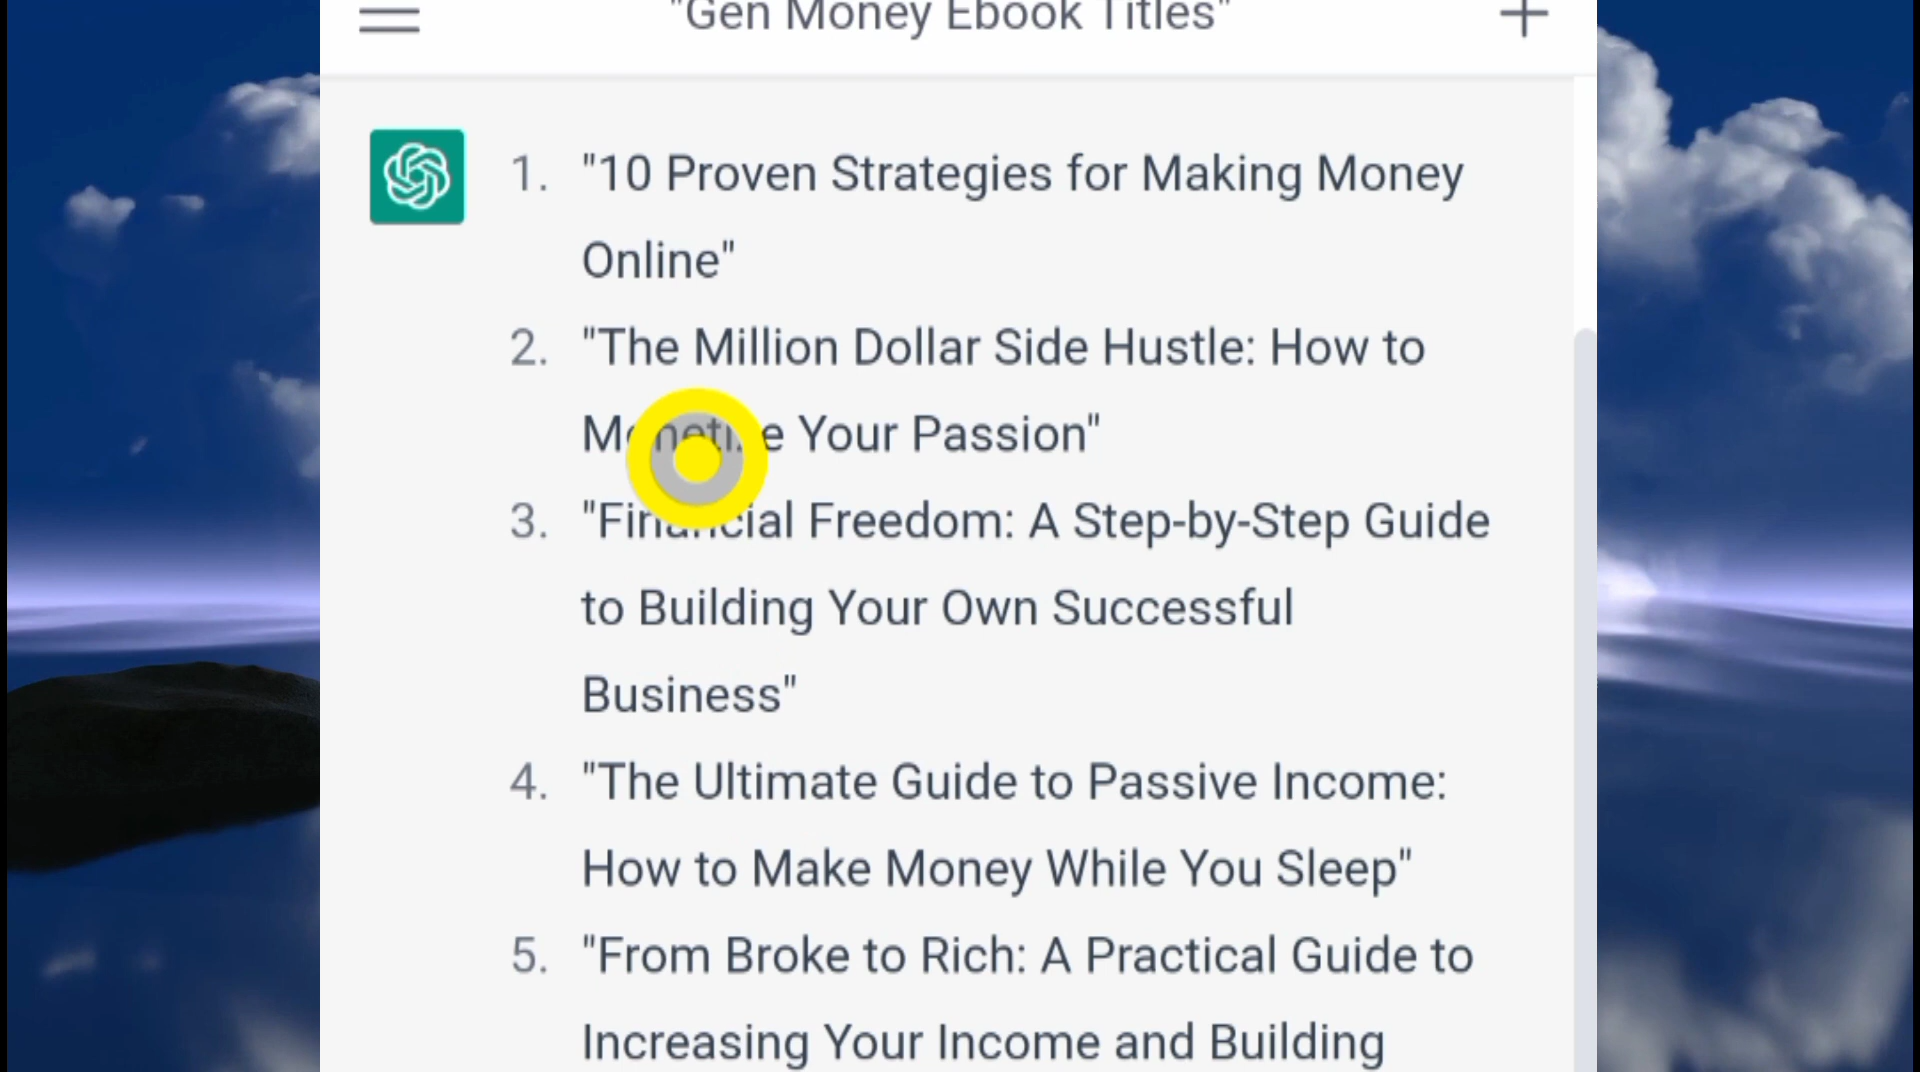 "Gen Money Ebook Titles"
1. "10 Proven Strategies for Making Money
Online"
2. "The Million Dollar Side Hustle: How to
Monetize Your Passion"
3. "Financial Freedom: A Step-by-Step Guide
to Building Your Own Successful
Business"
4. "The Ultimate Guide to Passive Income:
How to Make Money While You Sleep"
5. "From Broke to Rich: A Practical Guide to
Increasing Your Income and Building